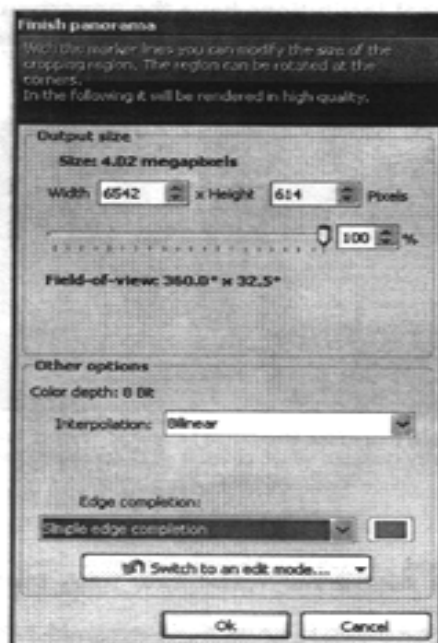 Finish panorama
With the marker lines you can modify the size of the
cropping region. The region can be rotated at the
corners.
In the following it will be rendered in high quality.
Output size
Size: 4.02 megapixels
Width 6542 x Height 614 Pixels
100 %
Field-of-view: 360.0° x 32.5°
Other options
Color depth: 8 Bit
Interpolation: Bilinear
Edge completion:
Simple edge completion
Switch to an edit mode...
Ok Cancel